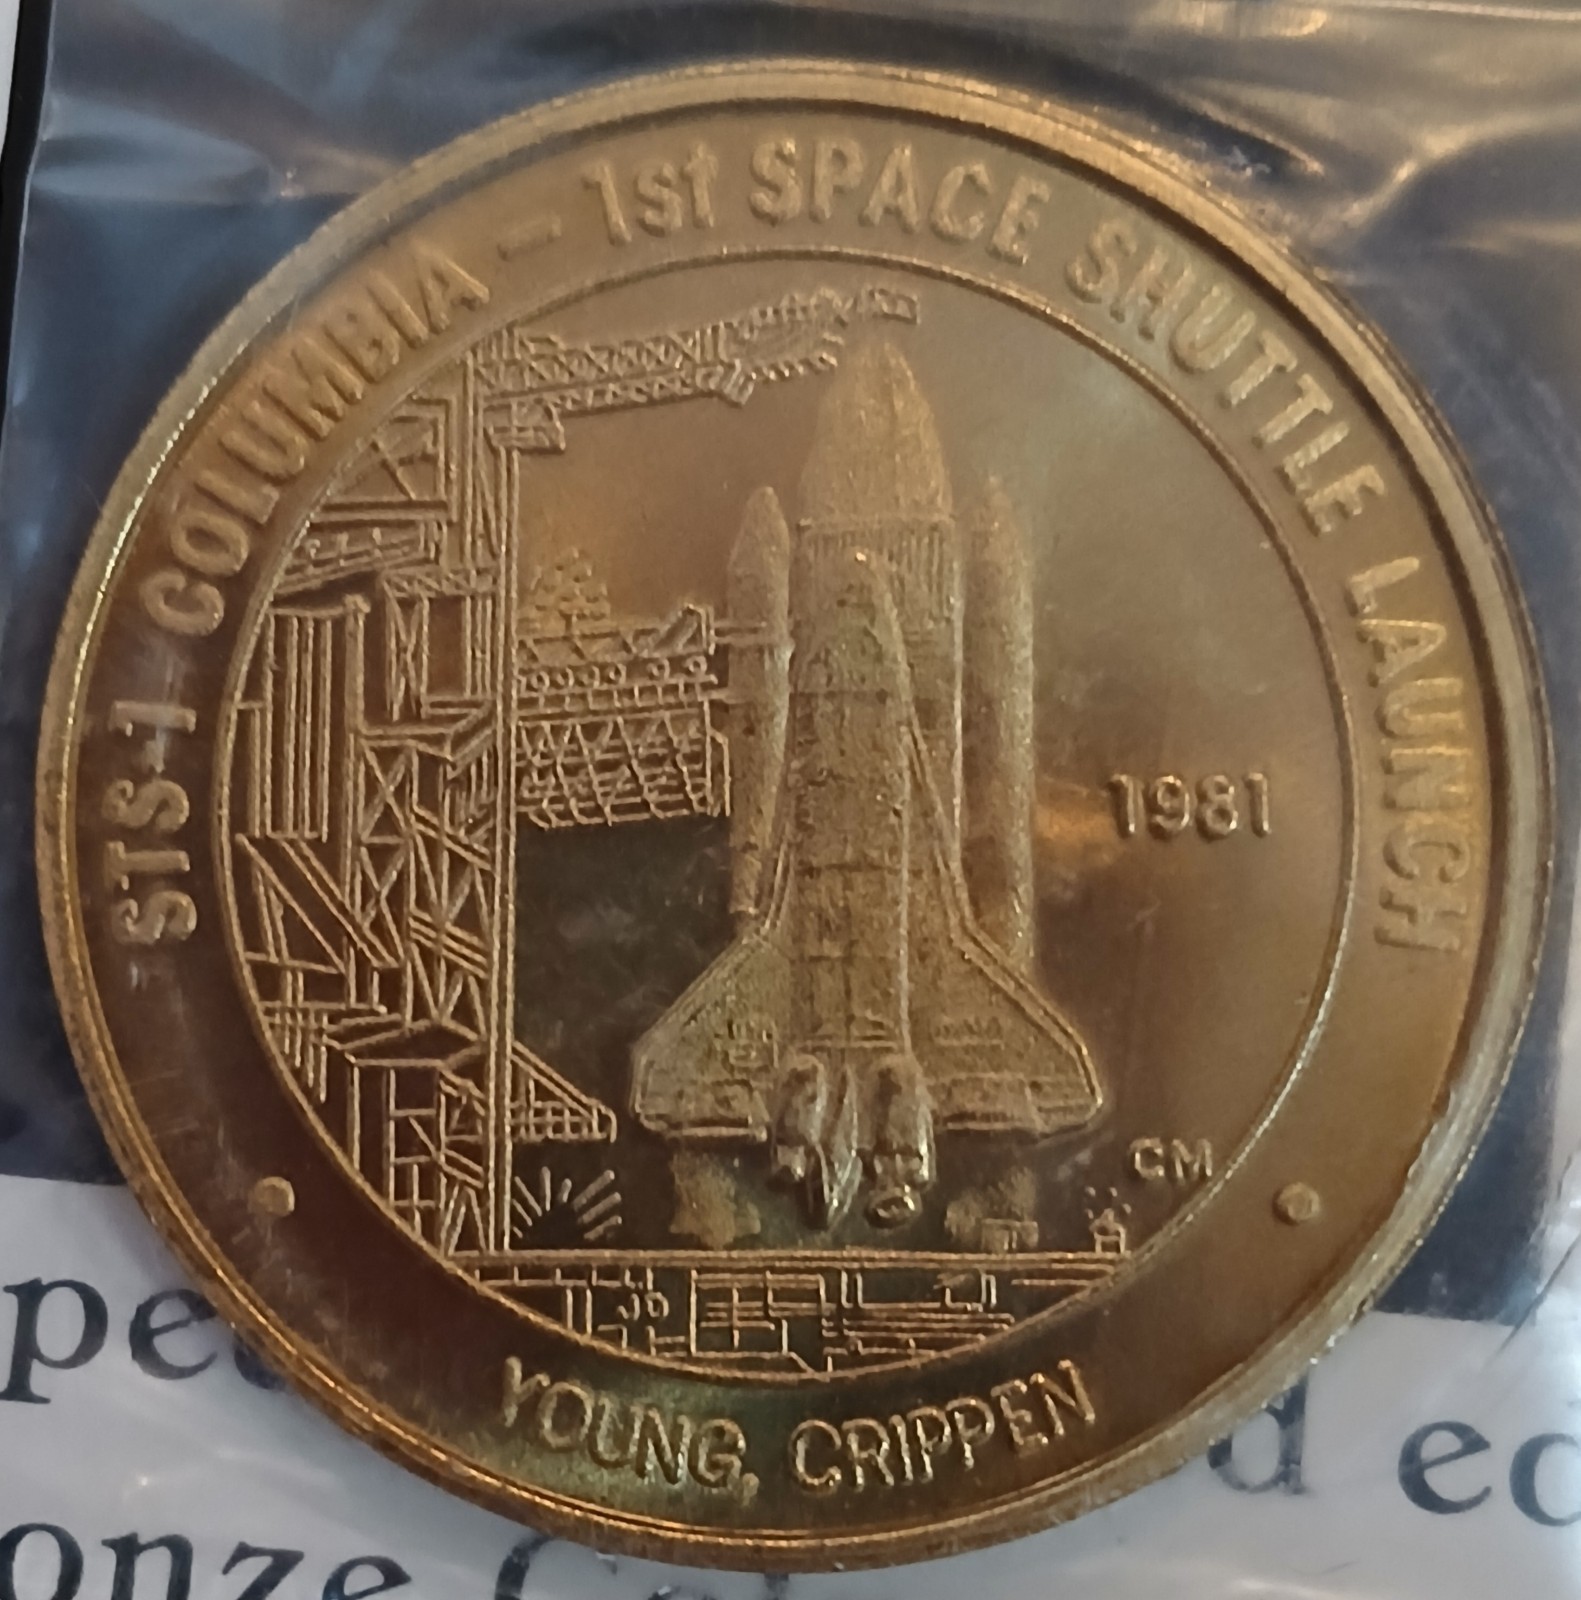 STS-1 COLUMBIA - 1st SPACE SHUTTLE LAUNCH
1981
CM
YOUNG, CRIPPEN